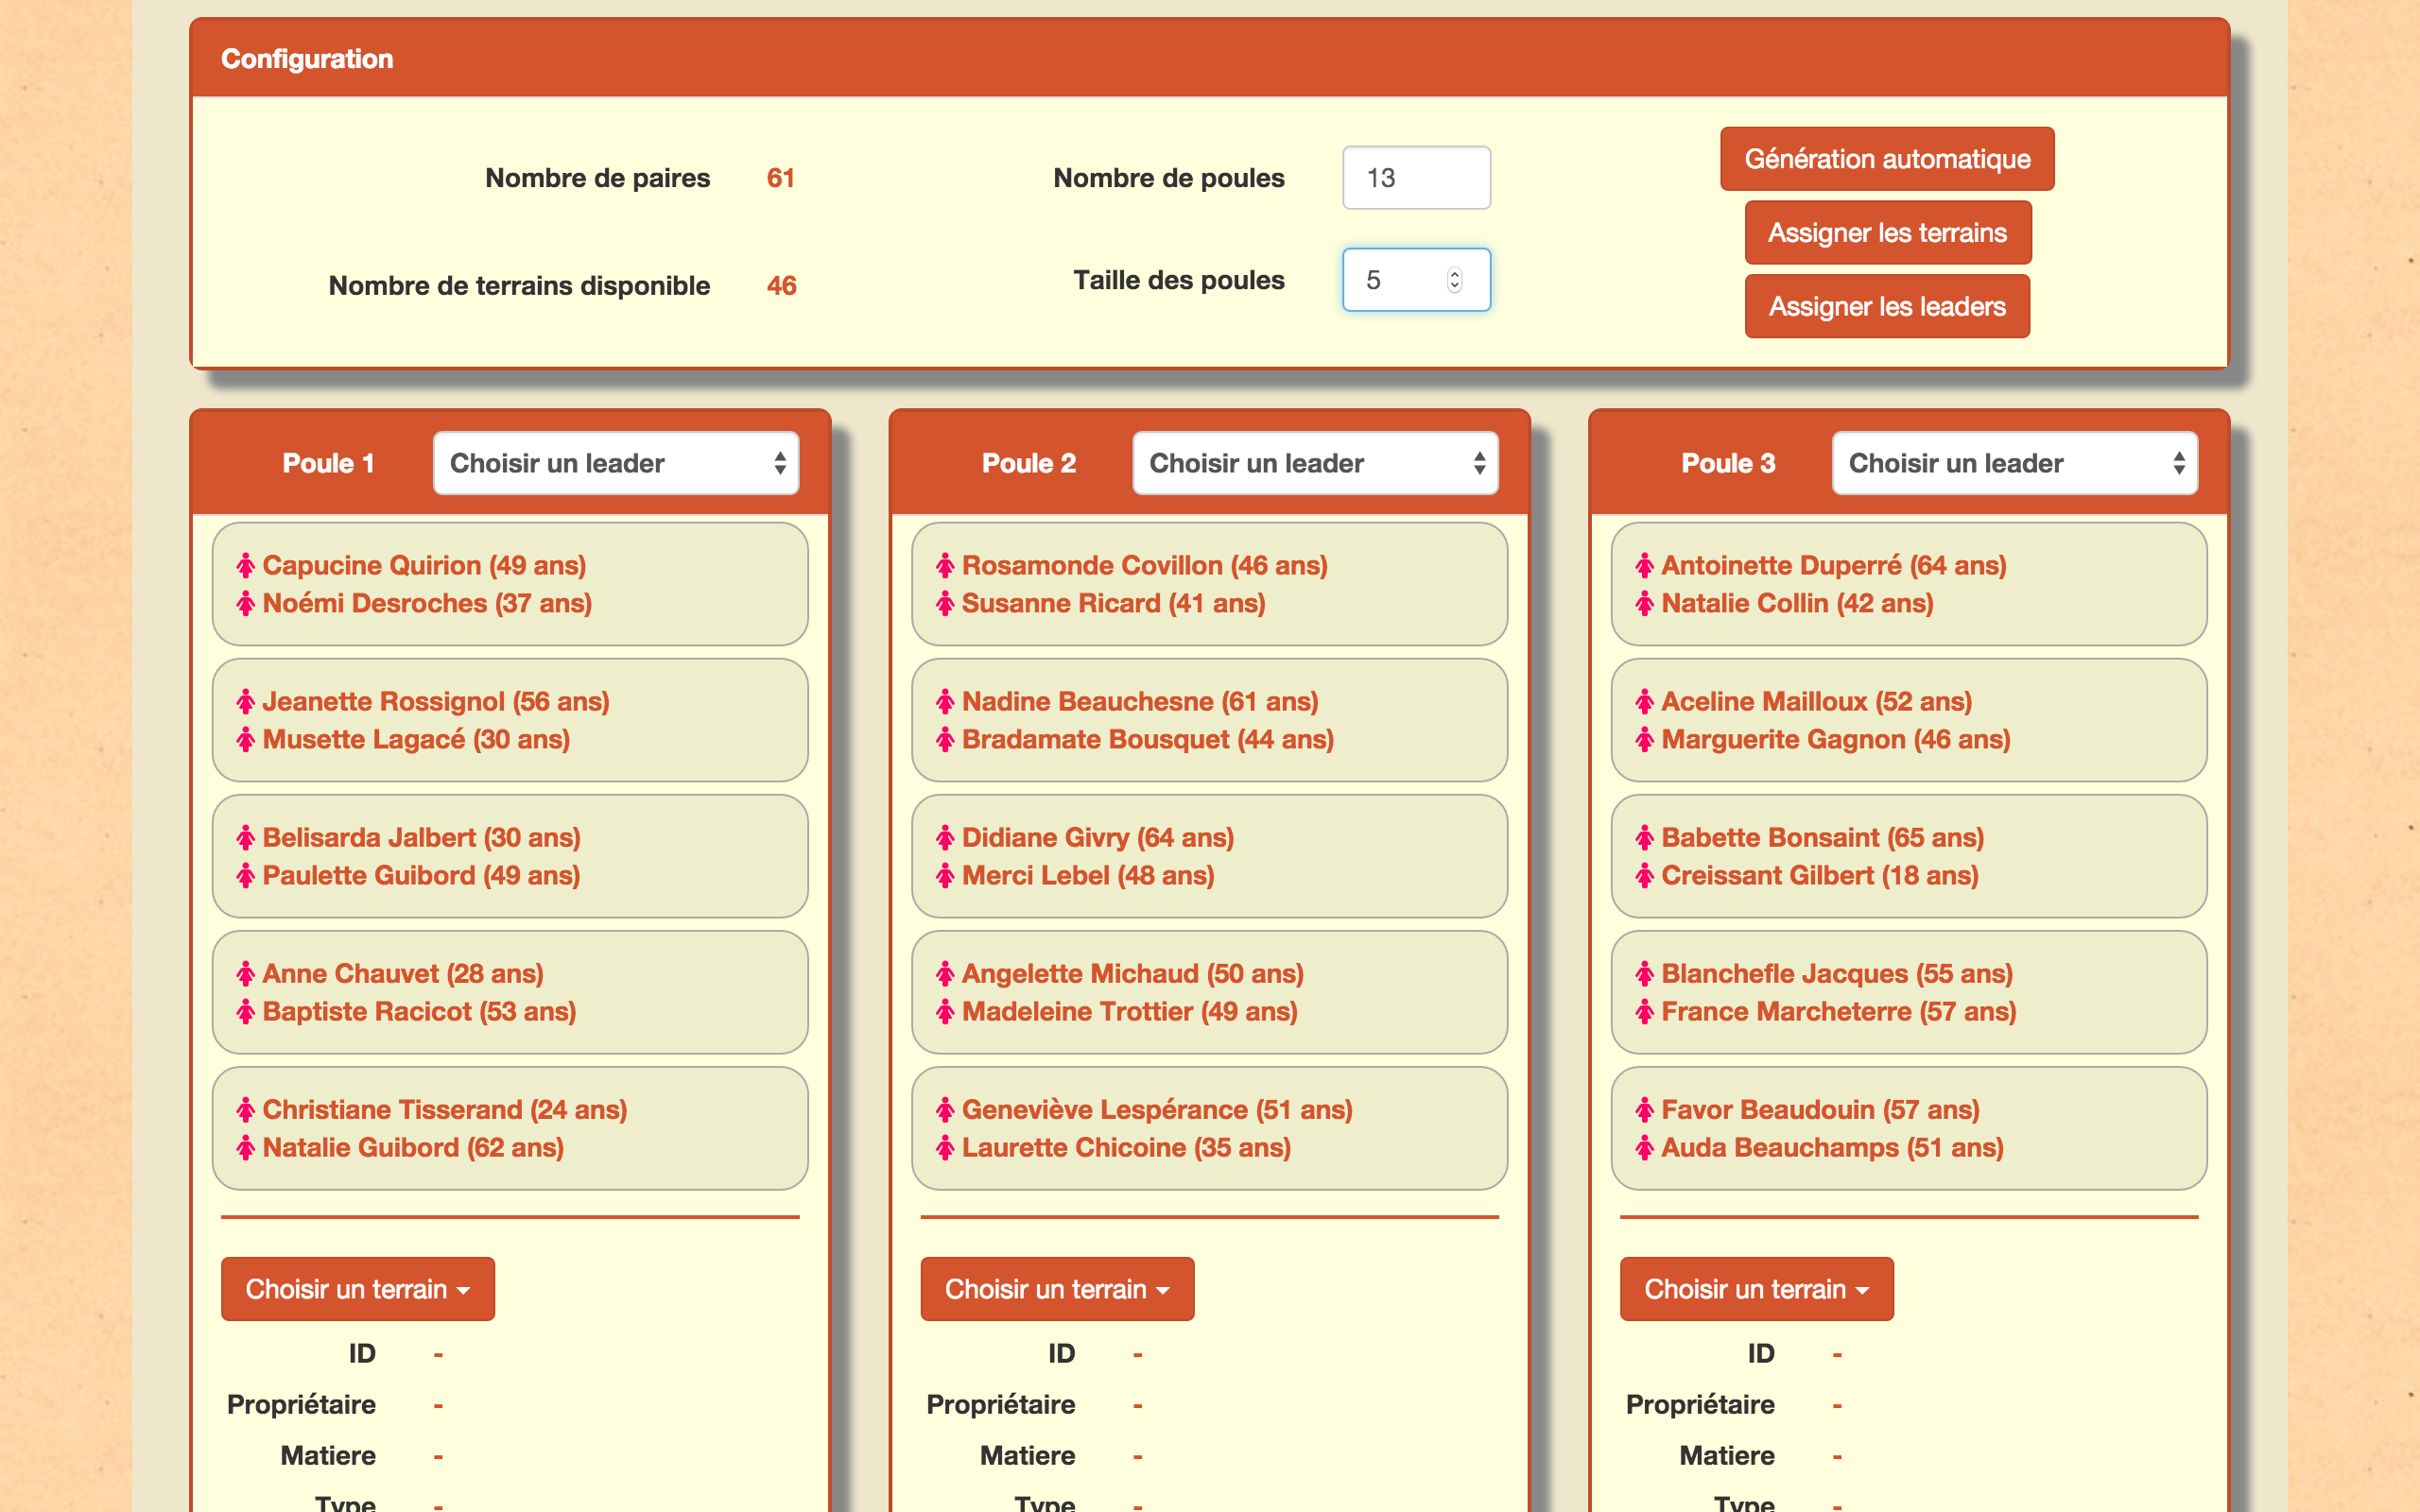 Configuration
Nombre de paires 61
Nombre de poules 13
Génération automatique
Assigner les terrains
Nombre de terrains disponible 46
Taille des poules 5
Assigner les leaders
Poule 1 Choisir un leader
Capucine Quirion (49 ans)
Noémi Desroches (37 ans)
Jeanette Rossignol (56 ans)
Musette Lagacé (30 ans)
Belisarda Jalbert (30 ans)
Paulette Guibord (49 ans)
Anne Chauvet (28 ans)
Baptiste Racicot (53 ans)
Christiane Tisserand (24 ans)
Natalie Guibord (62 ans)
Choisir un terrain
ID -
Propriétaire -
Matiere -
Type -
Poule 2 Choisir un leader
Rosamonde Covillon (46 ans)
Susanne Ricard (41 ans)
Nadine Beauchesne (61 ans)
Bradamate Bousquet (44 ans)
Didiane Givry (64 ans)
Merci Lebel (48 ans)
Angelette Michaud (50 ans)
Madeleine Trottier (49 ans)
Geneviève Lespérance (51 ans)
Laurette Chicoine (35 ans)
Choisir un terrain
ID -
Propriétaire -
Matiere -
Type -
Poule 3 Choisir un leader
Antoinette Duperré (64 ans)
Natalie Collin (42 ans)
Aceline Mailloux (52 ans)
Marguerite Gagnon (46 ans)
Babette Bonsaint (65 ans)
Creissant Gilbert (18 ans)
Blanchefle Jacques (55 ans)
France Marcheterre (57 ans)
Favor Beaudouin (57 ans)
Auda Beauchamps (51 ans)
Choisir un terrain
ID -
Propriétaire -
Matiere -
Type -